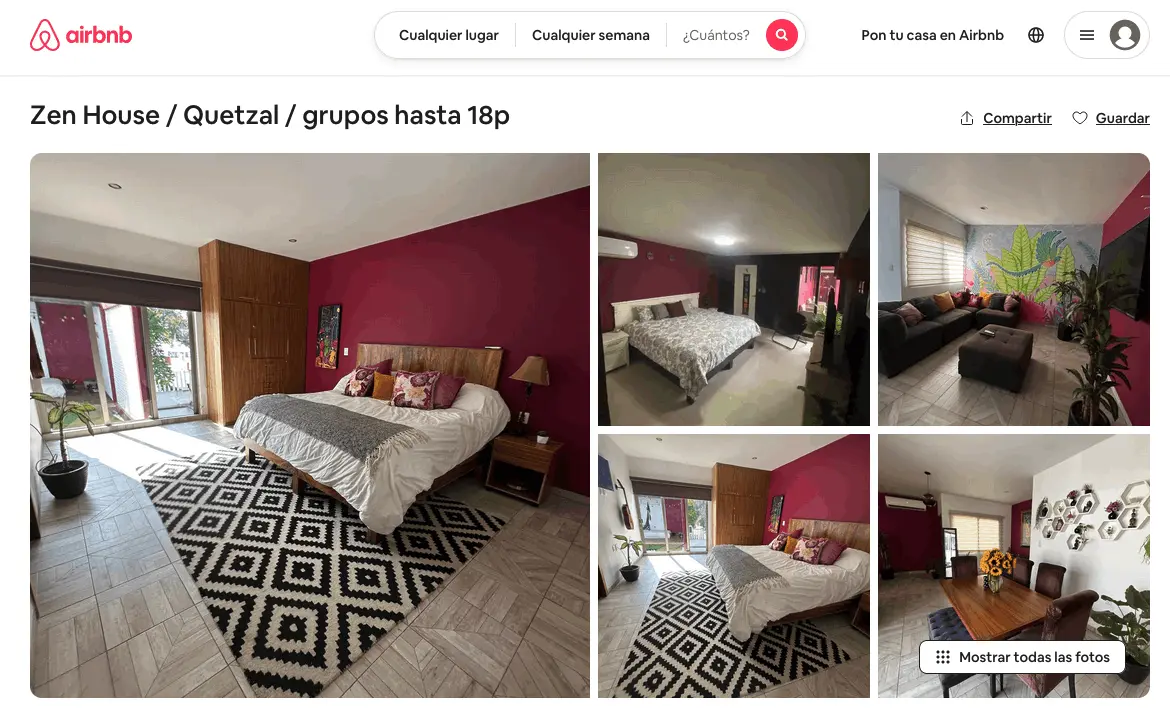 airbnb
Cualquier lugar
Cualquier semana
¿Cuántos?
Pon tu casa en Airbnb
Zen House / Quetzal / grupos hasta 18p
Compartir
Guardar
Mostrar todas las fotos